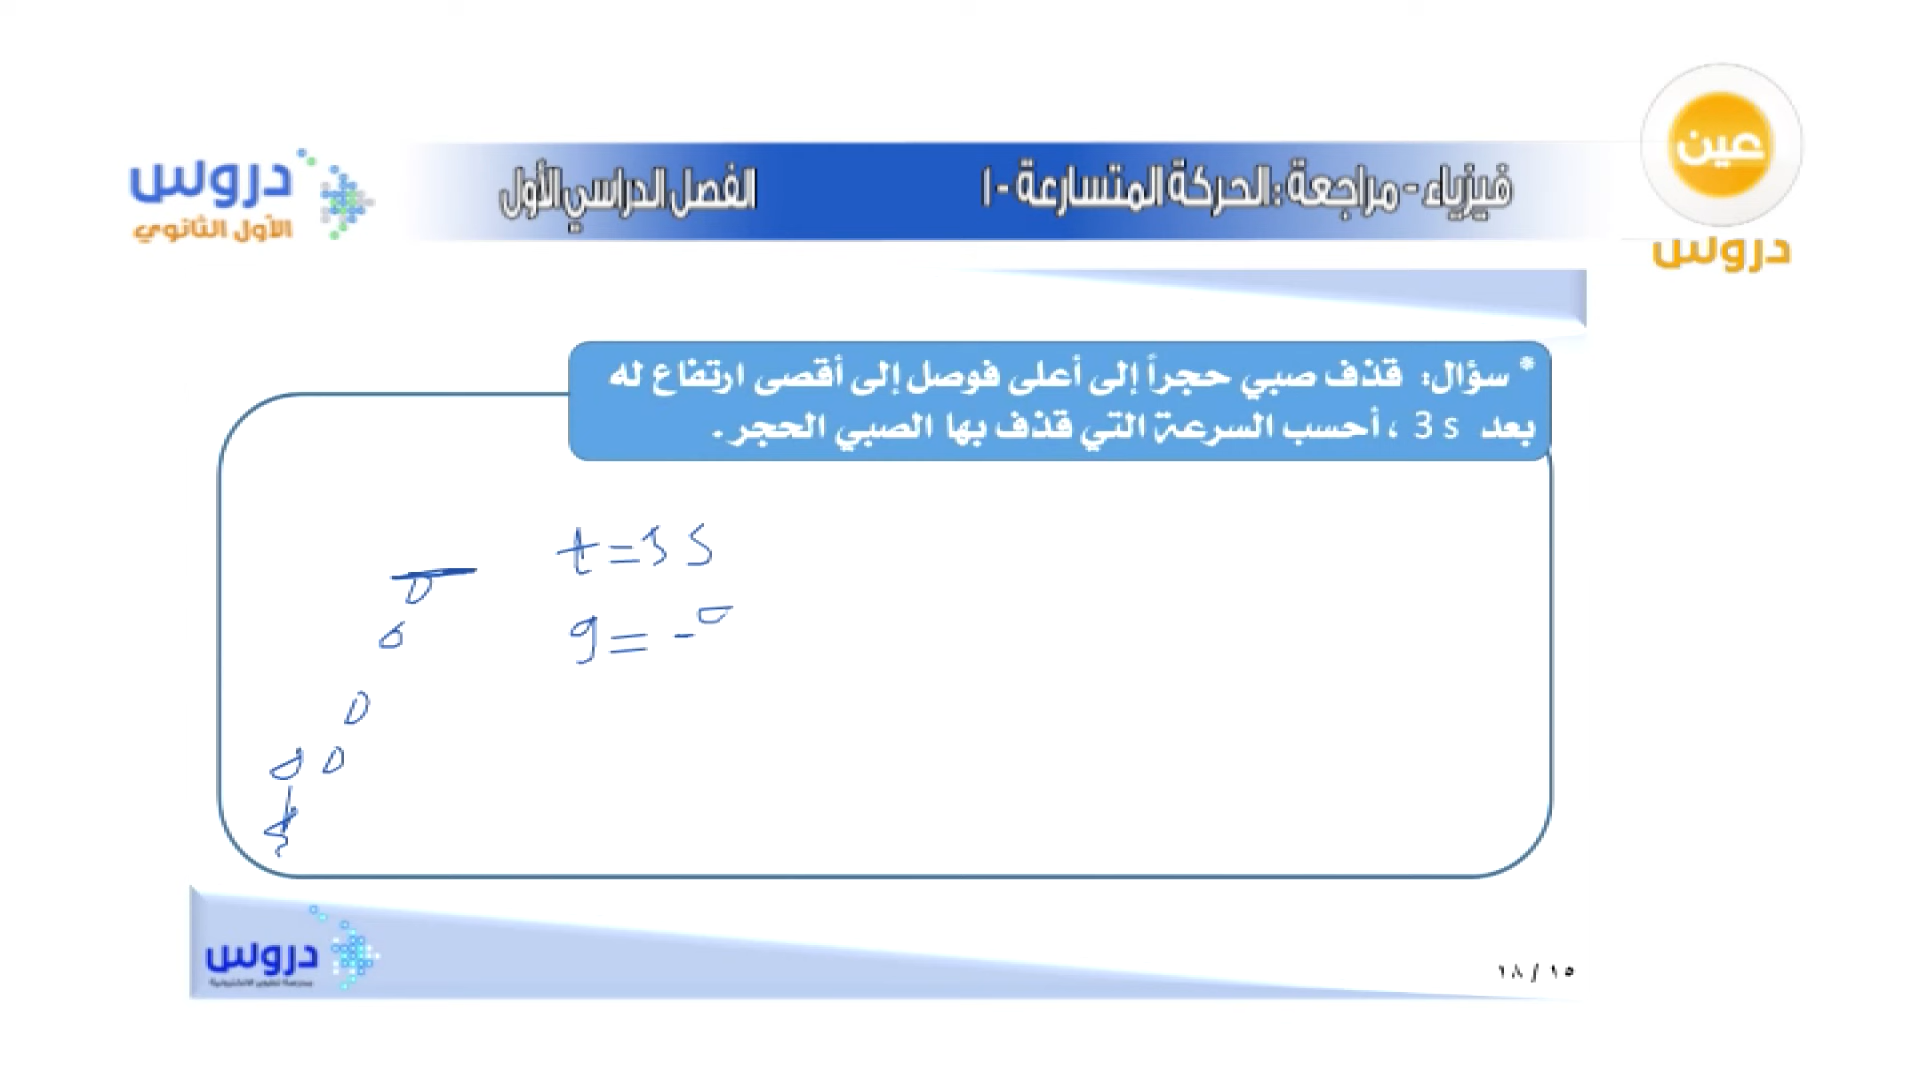 عين
دروس
دروس
الأول الثانوي
فيزياء - مراجعة : الحركة المتسارعة - ١
الفصل الدراسي الأول
* سؤال: قذف صبي حجراً إلى أعلى فوصل إلى أقصى ارتفاع له
بعد 3 s ، أحسب السرعة التي قذف بها الصبي الحجر .
t = 3 s
g = -
دروس
١٨ / ١٥